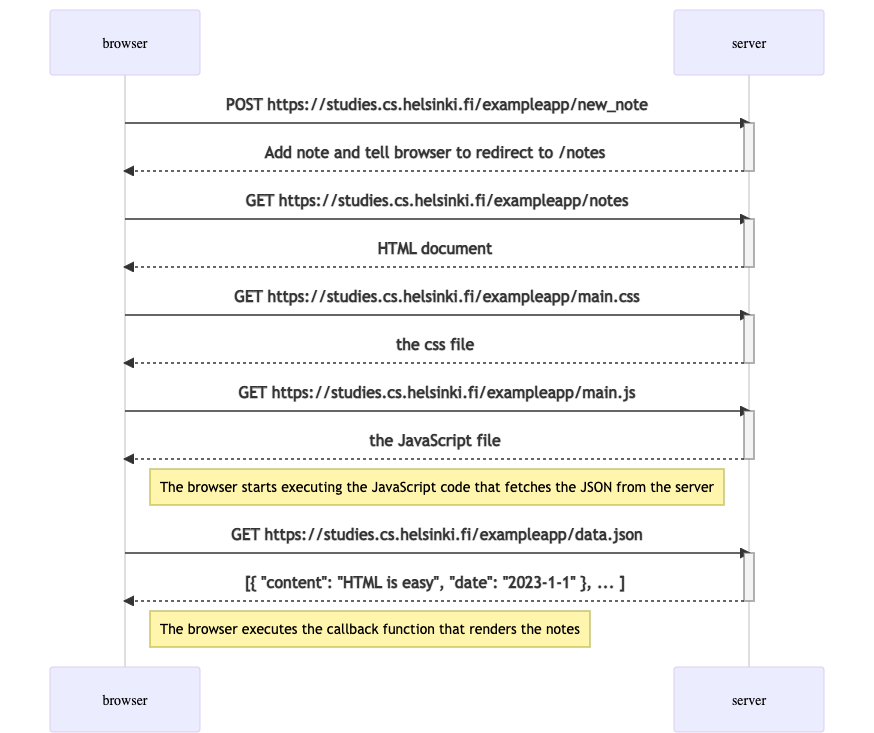 browser
server
POST https://studies.cs.helsinki.fi/exampleapp/new_note
Add note and tell browser to redirect to /notes
GET https://studies.cs.helsinki.fi/exampleapp/notes
HTML document
GET https://studies.cs.helsinki.fi/exampleapp/main.css
the css file
GET https://studies.cs.helsinki.fi/exampleapp/main.js
the JavaScript file
The browser starts executing the JavaScript code that fetches the JSON from the server
GET https://studies.cs.helsinki.fi/exampleapp/data.json
[{ "content": "HTML is easy", "date": "2023-1-1" }, ... ]
The browser executes the callback function that renders the notes
browser
server